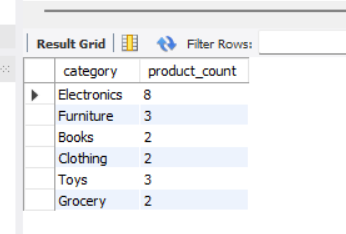 Result Grid Filter Rows:
category product_count
Electronics 8
Furniture 3
Books 2
Clothing 2
Toys 3
Grocery 2